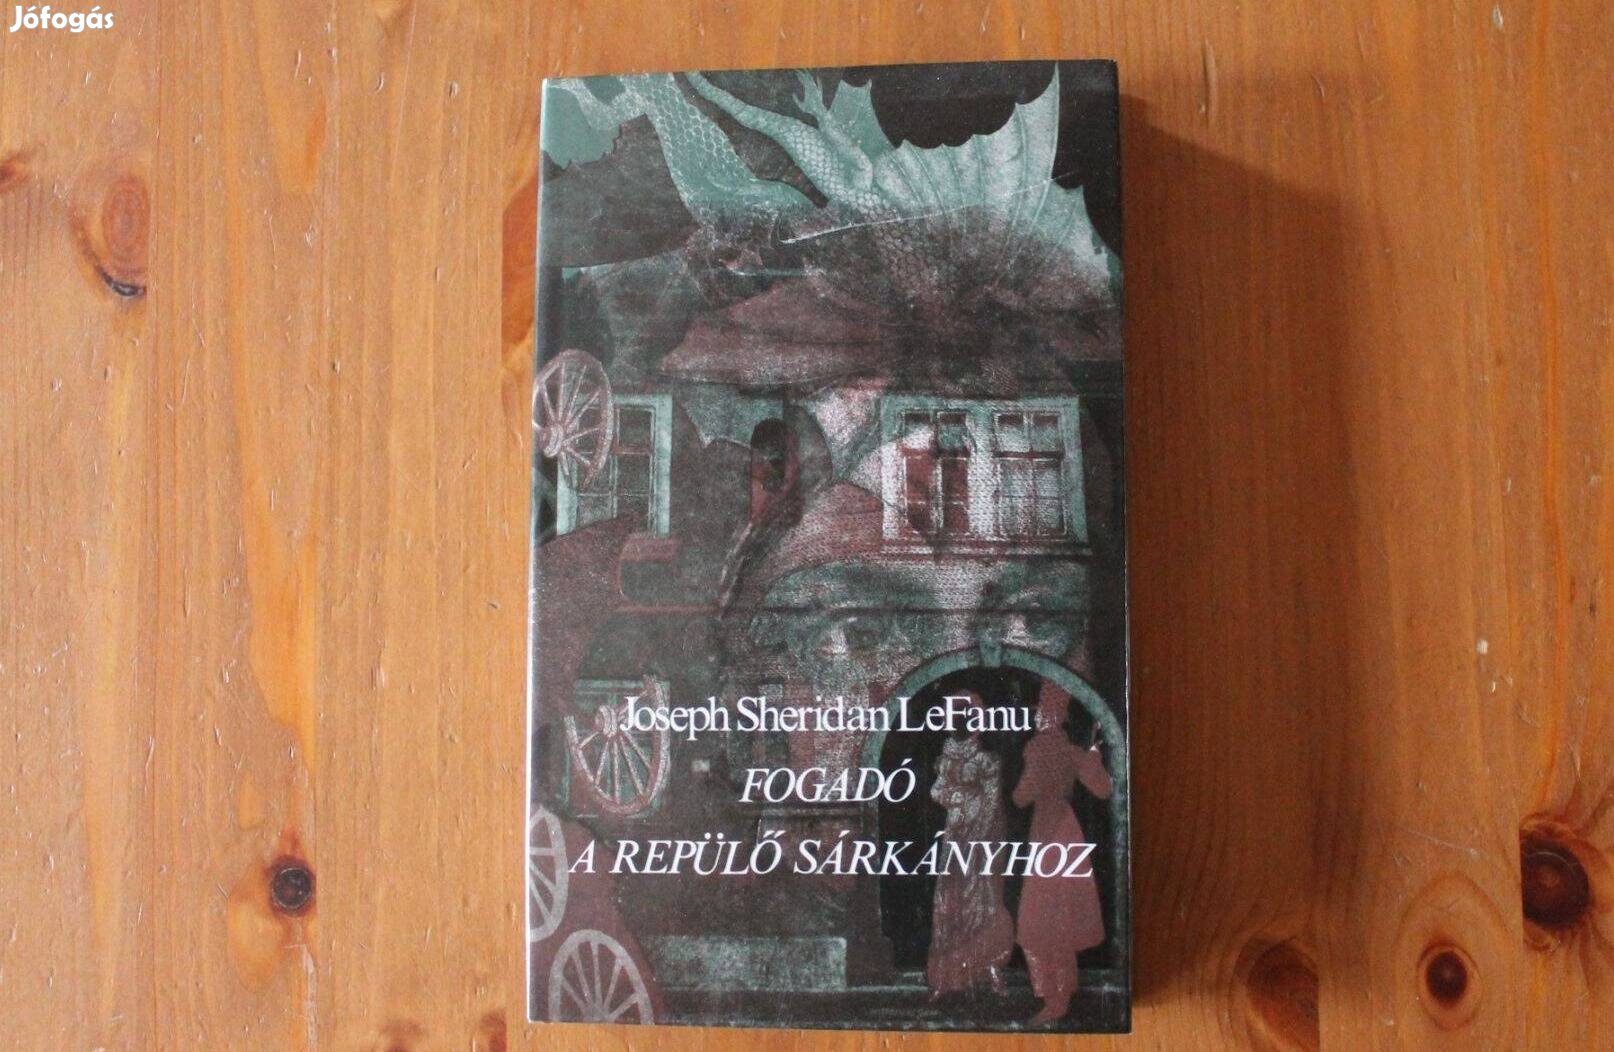 Jófogás
Joseph Sheridan LeFanu
FOGADÓ
A REPÜLŐ SÁRKÁNYHOZ